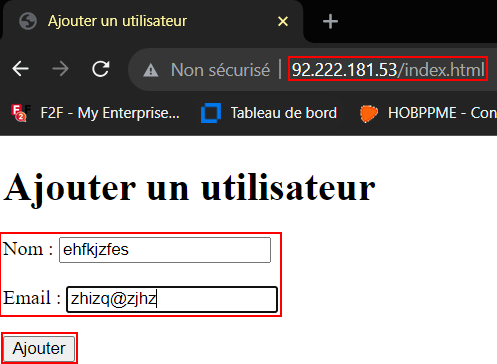 Ajouter un utilisateur
Non sécurisé 92.222.181.53/index.html
F2F - My Enterprise... Tableau de bord HOBPPME - Con
Ajouter un utilisateur
Nom : ehfkjzfes
Email : zhizq@zjhz
Ajouter